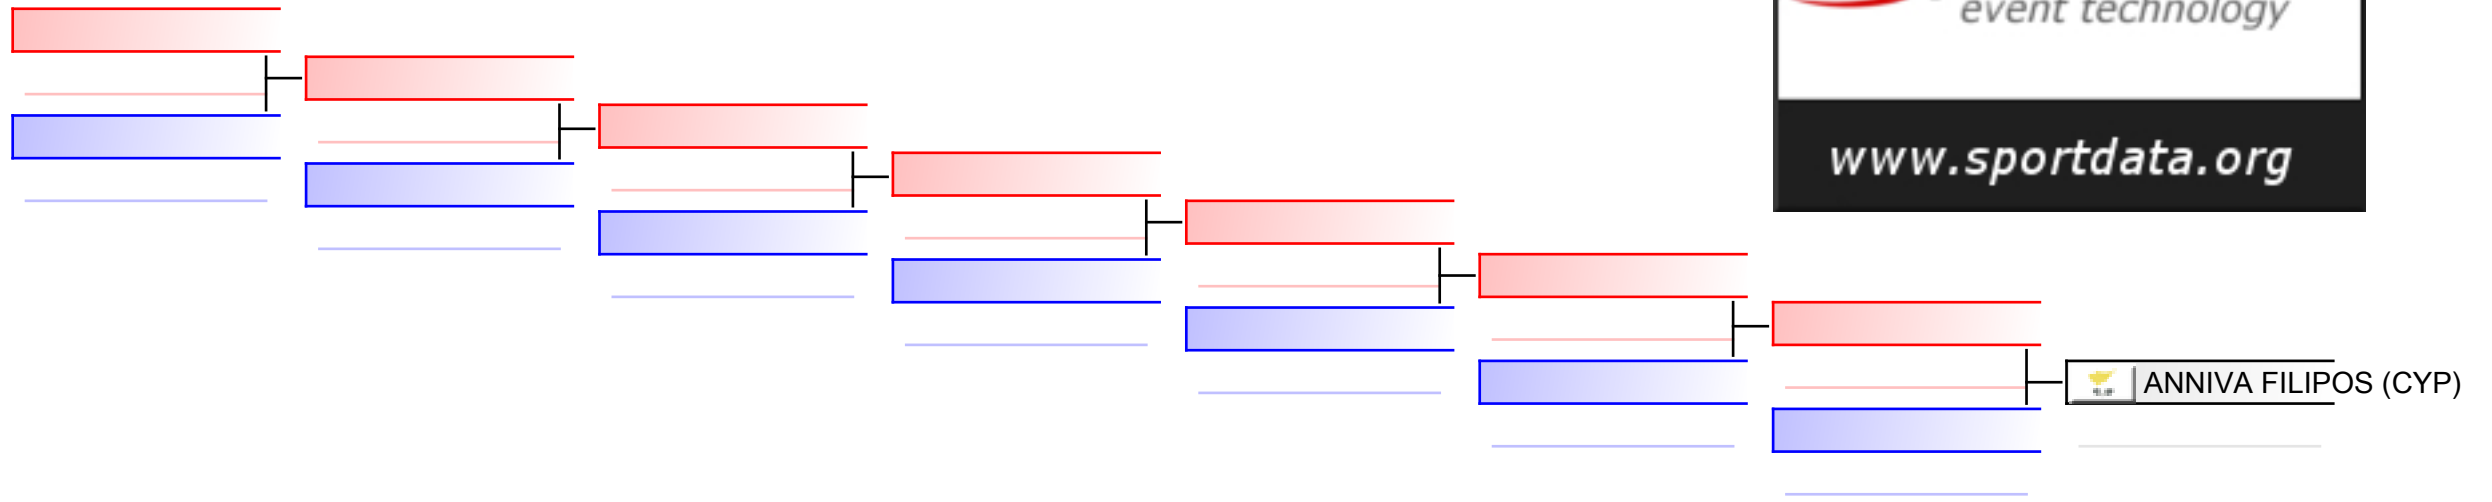 event technology
www.sportdata.org
ANNIVA FILIPOS (CYP)